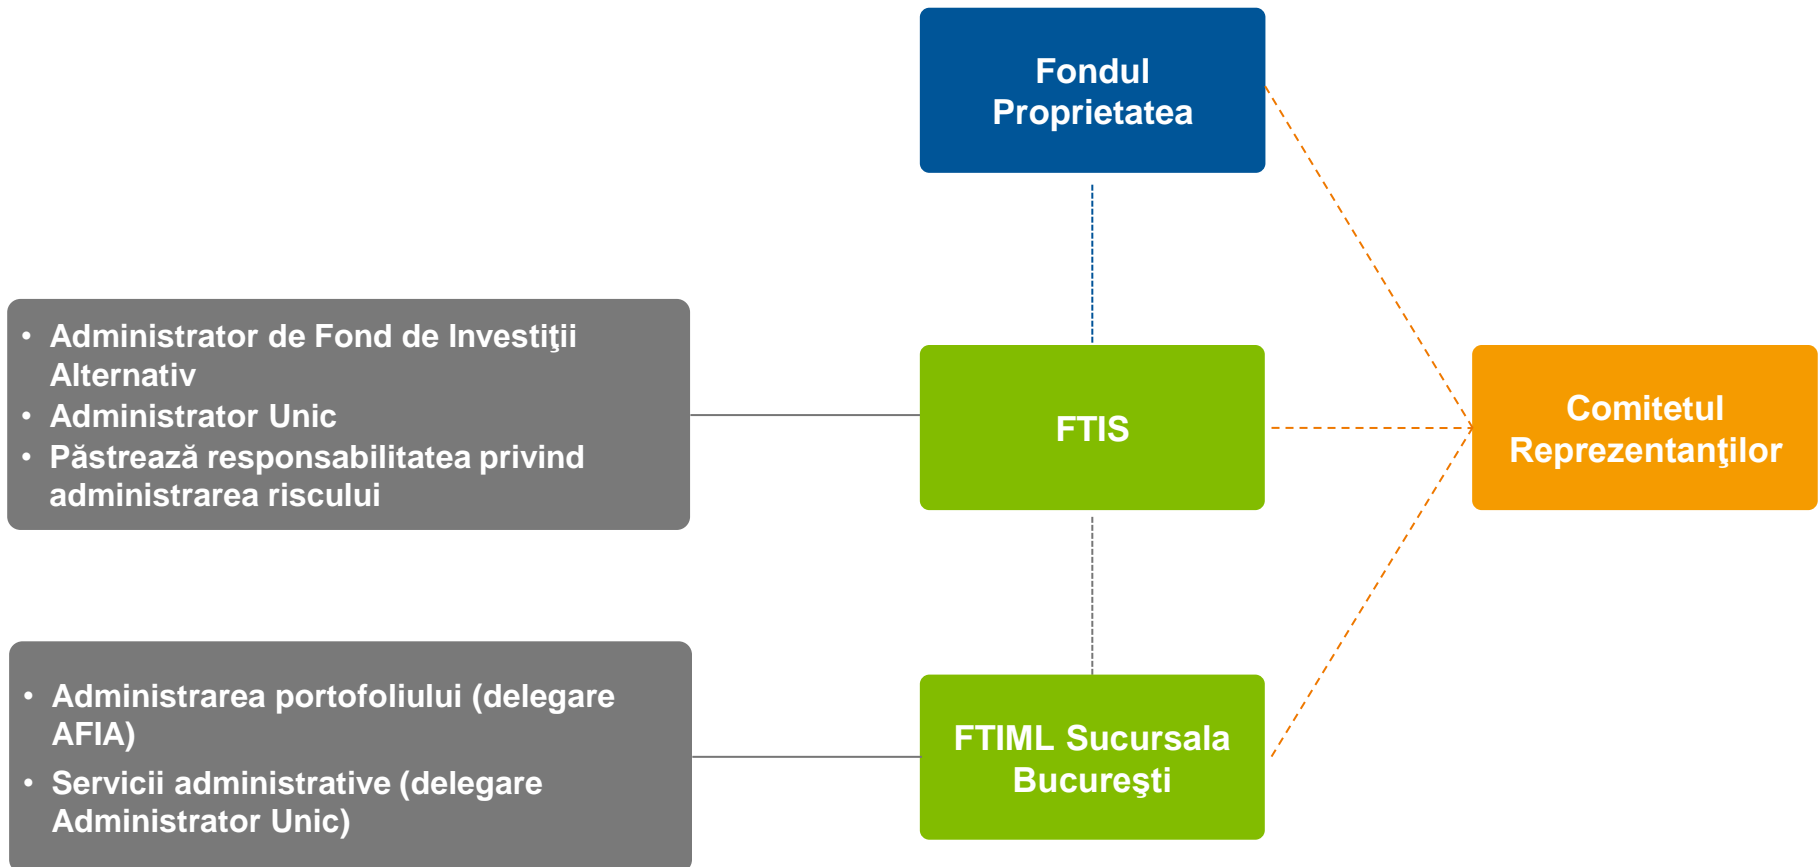 Fondul
Proprietatea
• Administrator de Fond de Investiţii
Alternativ
• Administrator Unic
• Păstrează responsabilitatea privind
administrarea riscului
FTIS
Comitetul
Reprezentanţilor
• Administrarea portofoliului (delegare
AFIA)
• Servicii administrative (delegare
Administrator Unic)
FTIML Sucursala
Bucureşti